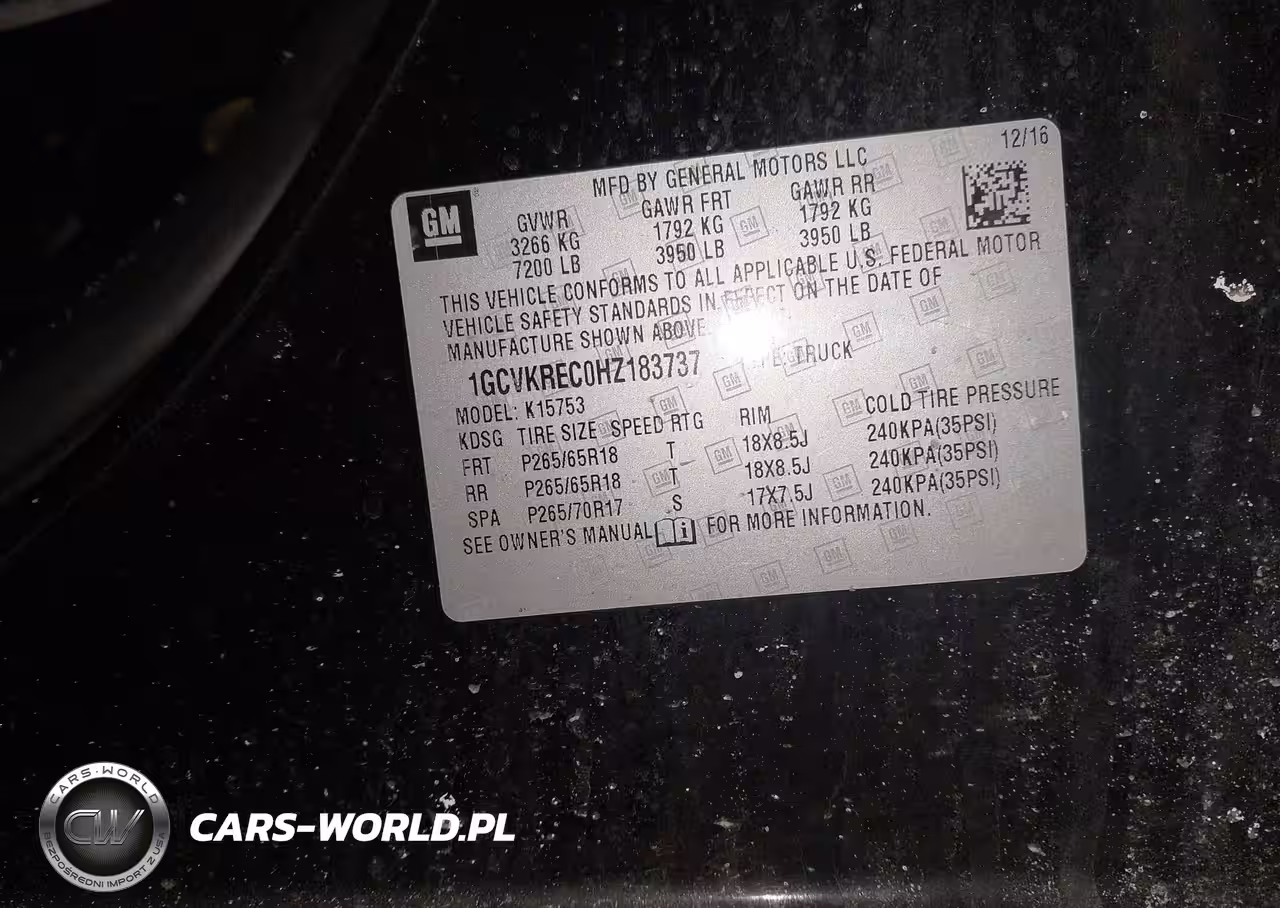 12/16
MFD BY GENERAL MOTORS LLC
GM
GVWR GAWR FRT GAWR RR
3266 KG 1792 KG 1792 KG
7200 LB 3950 LB 3950 LB
THIS VEHICLE CONFORMS TO ALL APPLICABLE U.S. FEDERAL MOTOR
VEHICLE SAFETY STANDARDS IN EFFECT ON THE DATE OF
MANUFACTURE SHOWN ABOVE
1GCVKREC0HZ183737 E: TRUCK
MODEL: K15753
KDSG TIRE SIZE SPEED RTG RIM COLD TIRE PRESSURE
FRT P265/65R18 T 18X8.5J 240KPA(35PSI)
RR P265/65R18 T 18X8.5J 240KPA(35PSI)
SPA P265/70R17 S 17X7.5J 240KPA(35PSI)
SEE OWNER'S MANUAL FOR MORE INFORMATION.
CARS-WORLD
CW
BEZPOŚREDNI IMPORT Z USA
CARS-WORLD.PL